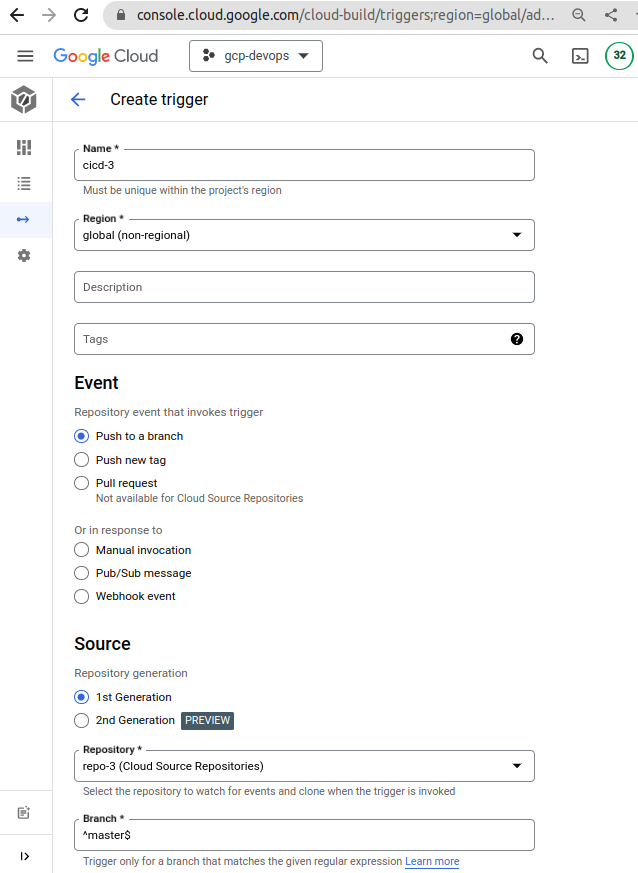 console.cloud.google.com/cloud-build/triggers;region=global/ad...
Google Cloud
gcp-devops
32
Create trigger
Name *
cicd-3
Must be unique within the project's region
Region *
global (non-regional)
Description
Tags
?
Event
Repository event that invokes trigger
Push to a branch
Push new tag
Pull request
Not available for Cloud Source Repositories
Or in response to
Manual invocation
Pub/Sub message
Webhook event
Source
Repository generation
1st Generation
2nd Generation PREVIEW
Repository *
repo-3 (Cloud Source Repositories)
Select the repository to watch for events and clone when the trigger is invoked
Branch *
^master$
Trigger only for a branch that matches the given regular expression Learn more